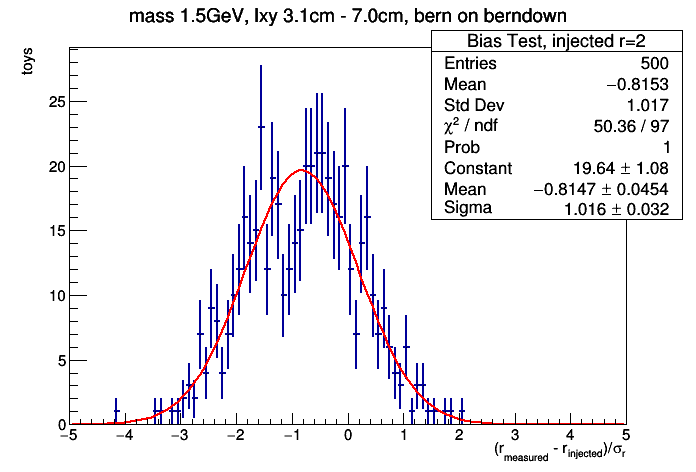 mass 1.5GeV, lxy 3.1cm - 7.0cm, bern on berndown
Bias Test, injected r=2
Entries 500
Mean −0.8153
Std Dev 1.017
χ² / ndf 50.36 / 97
Prob 1
Constant 19.64 ± 1.08
Mean −0.8147 ± 0.0454
Sigma 1.016 ± 0.032
toys
25
20
15
10
5
0
−5 −4 −3 −2 −1 0 1 2 3 4 5
(r_measured - r_injected)/σ_r